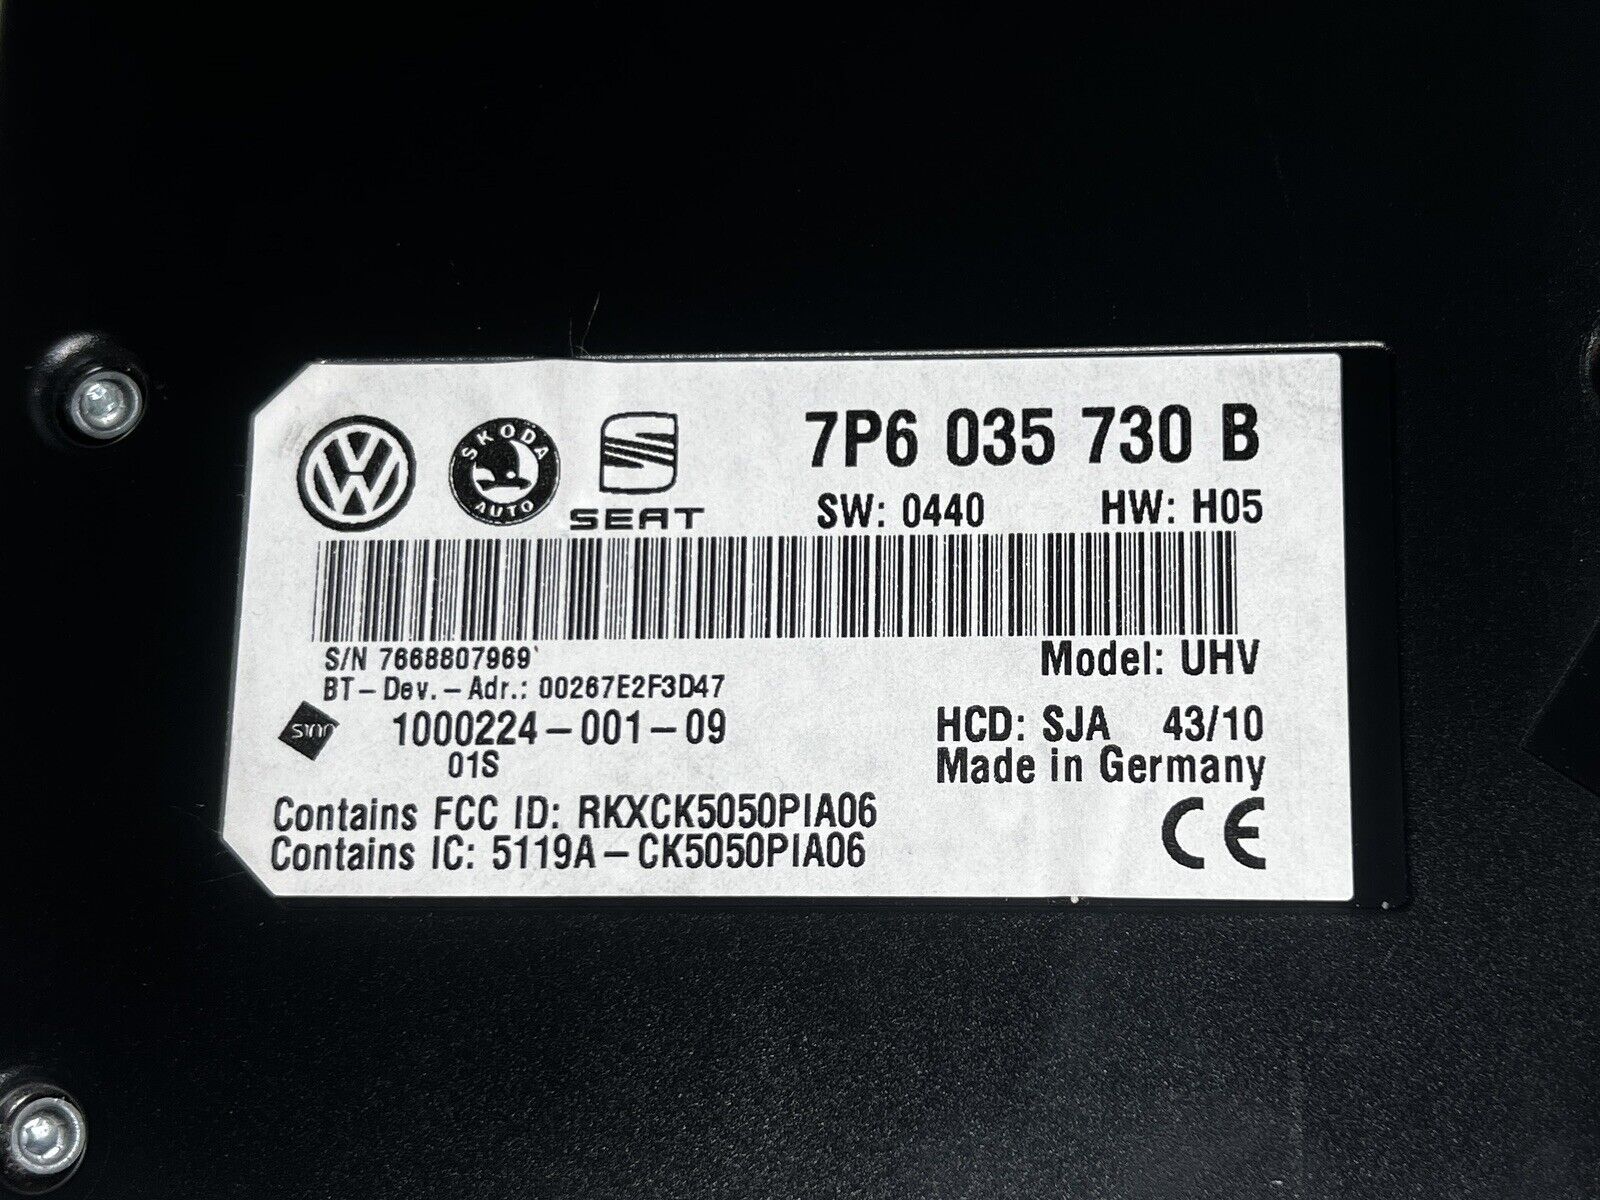 SKODA AUTO
SEAT
7P6 035 730 B
SW: 0440 HW: H05
S/N 7668807969
Model: UHV
BT-Dev.-Adr.: 00267E2F3D47
1000224-001-09
HCD: SJA 43/10
01S
Made in Germany
Contains FCC ID: RKXCK5050PIA06
Contains IC: 5119A-CK5050PIA06
CE